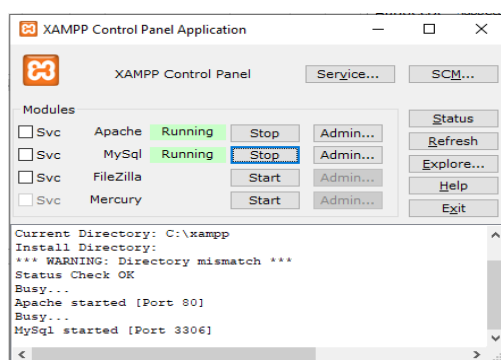 XAMPP Control Panel Application
XAMPP Control Panel
Service...
SCM...
Modules
Svc Apache Running Stop Admin...
Svc MySql Running Stop Admin...
Svc FileZilla Start Admin...
Svc Mercury Start Admin...
Status
Refresh
Explore...
Help
Exit
Current Directory: C:\xampp
Install Directory:
*** WARNING: Directory mismatch ***
Status Check OK
Busy...
Apache started [Port 80]
Busy...
MySql started [Port 3306]